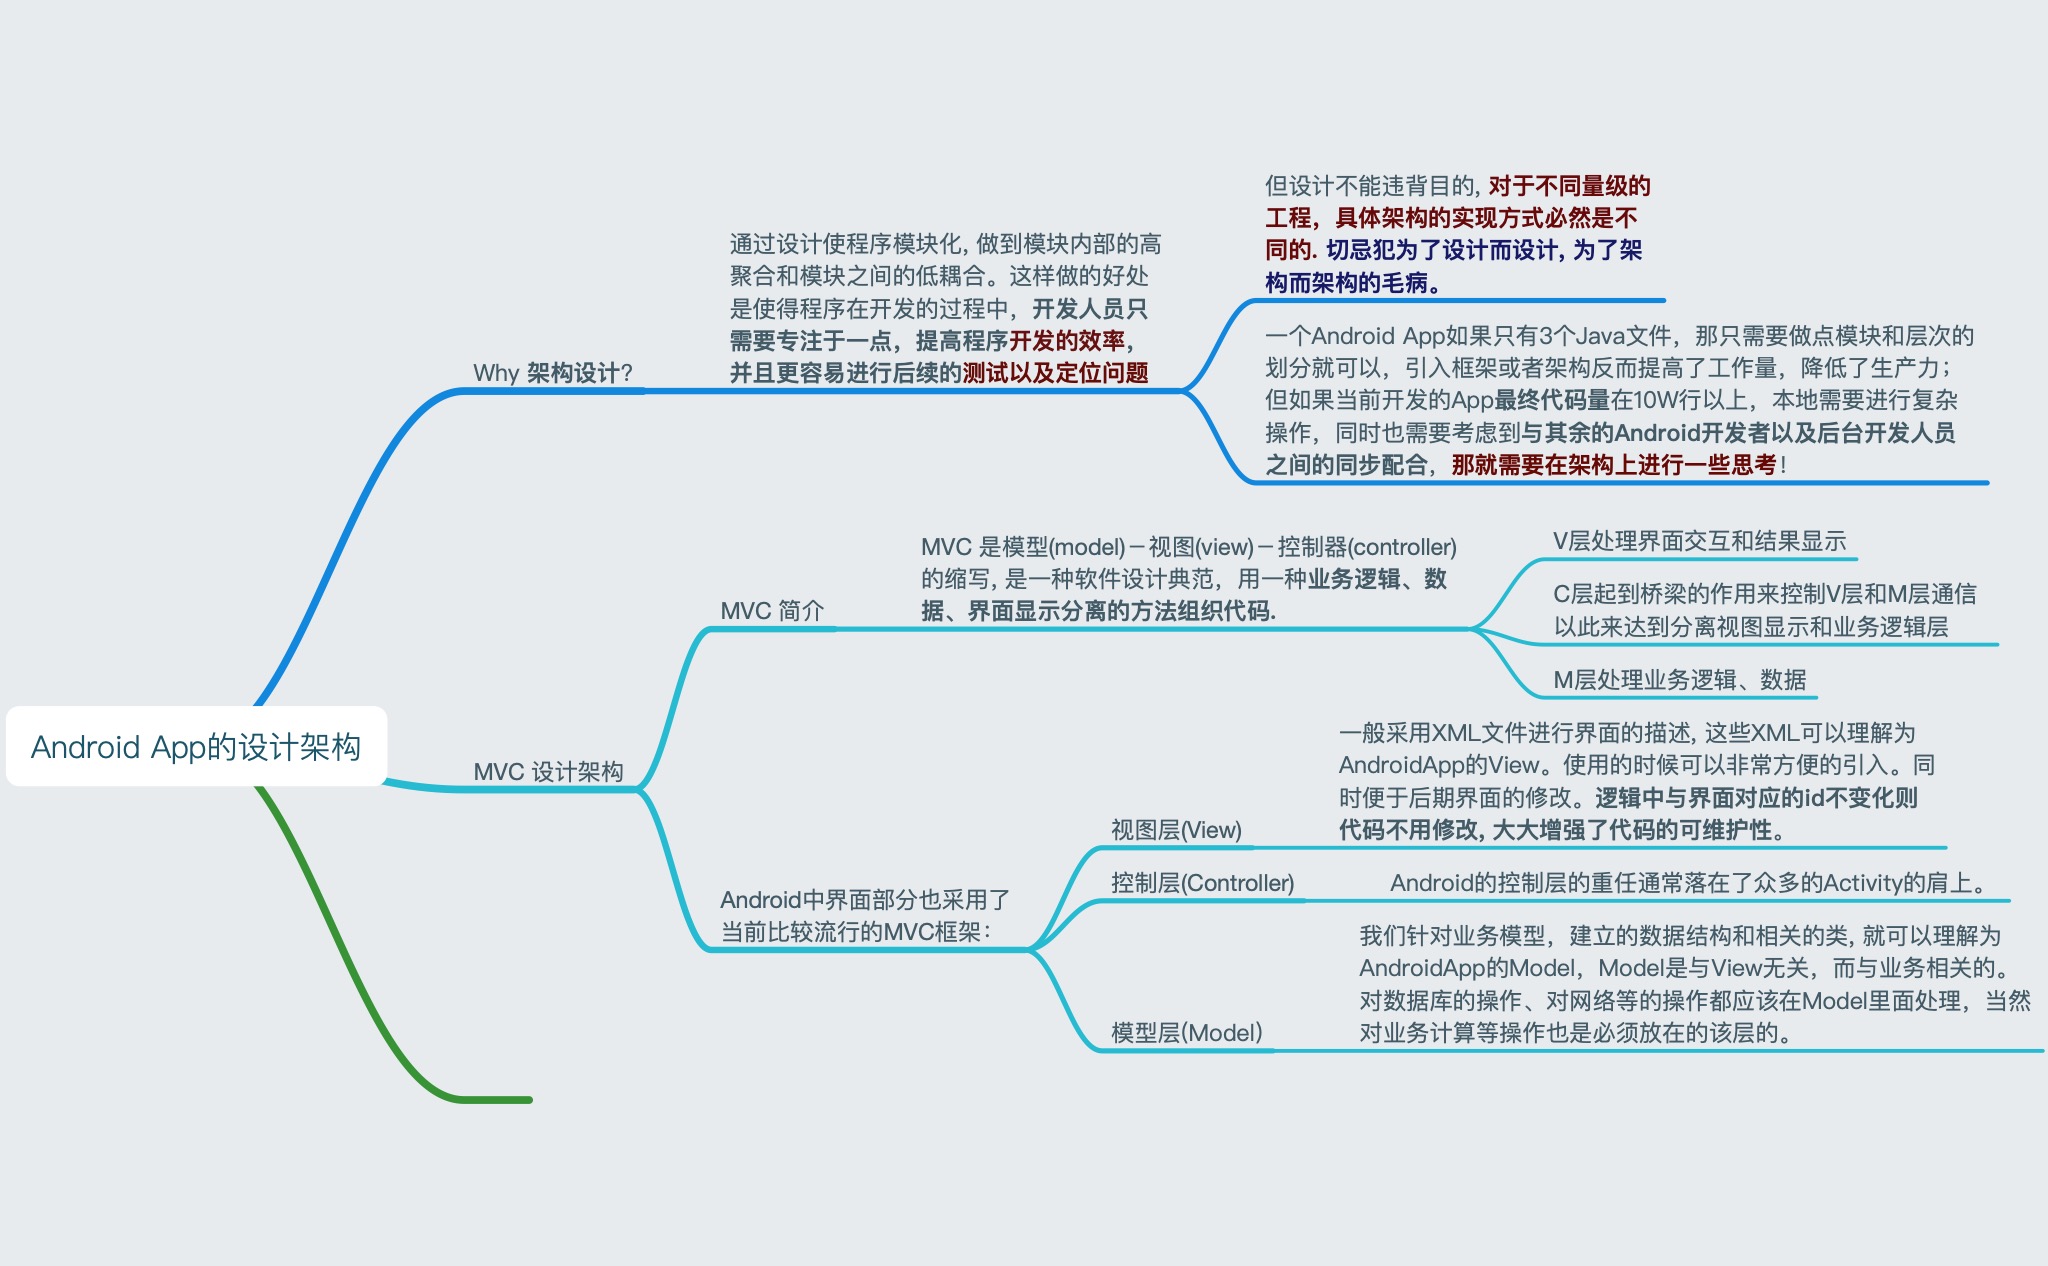 Android App的设计架构
Why 架构设计?
通过设计使程序模块化, 做到模块内部的高
聚合和模块之间的低耦合。这样做的好处
是使得程序在开发的过程中，开发人员只
需要专注于一点，提高程序开发的效率，
并且更容易进行后续的测试以及定位问题
但设计不能违背目的, 对于不同量级的
工程，具体架构的实现方式必然是不
同的. 切忌犯为了设计而设计, 为了架
构而架构的毛病。
一个Android App如果只有3个Java文件，那只需要做点模块和层次的
划分就可以，引入框架或者架构反而提高了工作量，降低了生产力；
但如果当前开发的App最终代码量在10W行以上，本地需要进行复杂
操作，同时也需要考虑到与其余的Android开发者以及后台开发人员
之间的同步配合，那就需要在架构上进行一些思考！
MVC 设计架构
MVC 简介
MVC 是模型(model)－视图(view)－控制器(controller)
的缩写, 是一种软件设计典范，用一种业务逻辑、数
据、界面显示分离的方法组织代码.
V层处理界面交互和结果显示
C层起到桥梁的作用来控制V层和M层通信
以此来达到分离视图显示和业务逻辑层
M层处理业务逻辑、数据
Android中界面部分也采用了
当前比较流行的MVC框架：
视图层(View)
一般采用XML文件进行界面的描述, 这些XML可以理解为
AndroidApp的View。使用的时候可以非常方便的引入。同
时便于后期界面的修改。逻辑中与界面对应的id不变化则
代码不用修改, 大大增强了代码的可维护性。
控制层(Controller)
Android的控制层的重任通常落在了众多的Activity的肩上。
模型层(Model)
我们针对业务模型，建立的数据结构和相关的类, 就可以理解为
AndroidApp的Model，Model是与View无关，而与业务相关的。
对数据库的操作、对网络等的操作都应该在Model里面处理，当然
对业务计算等操作也是必须放在的该层的。